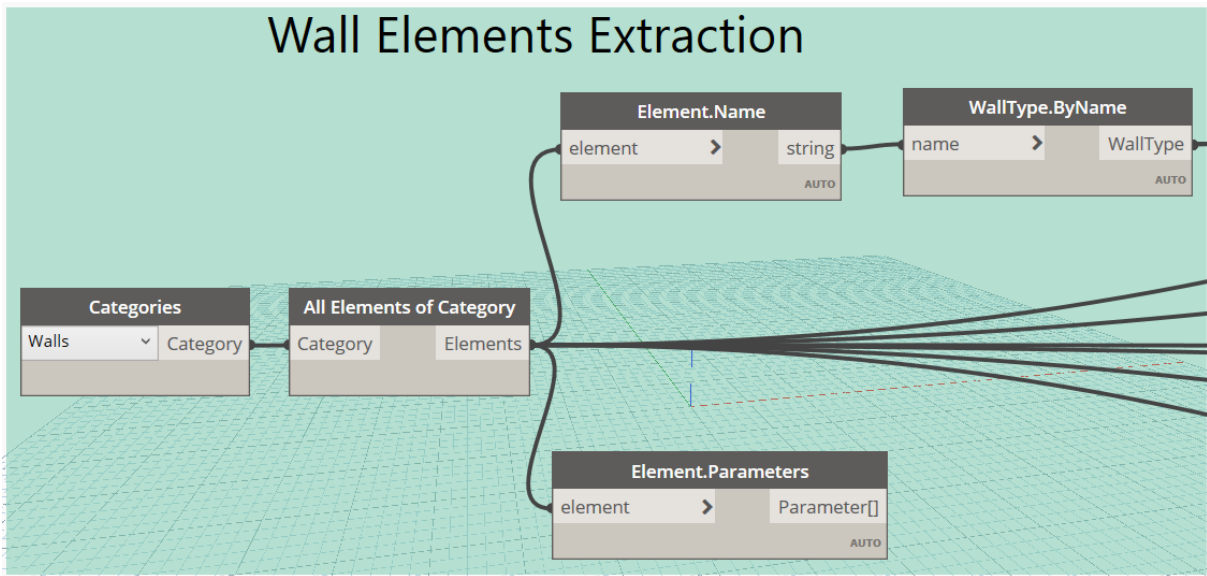 Wall Elements Extraction
Element.Name
element > string
AUTO
WallType.ByName
name > WallType
AUTO
Categories
Walls Category
All Elements of Category
Category Elements
Element.Parameters
element > Parameter[]
AUTO